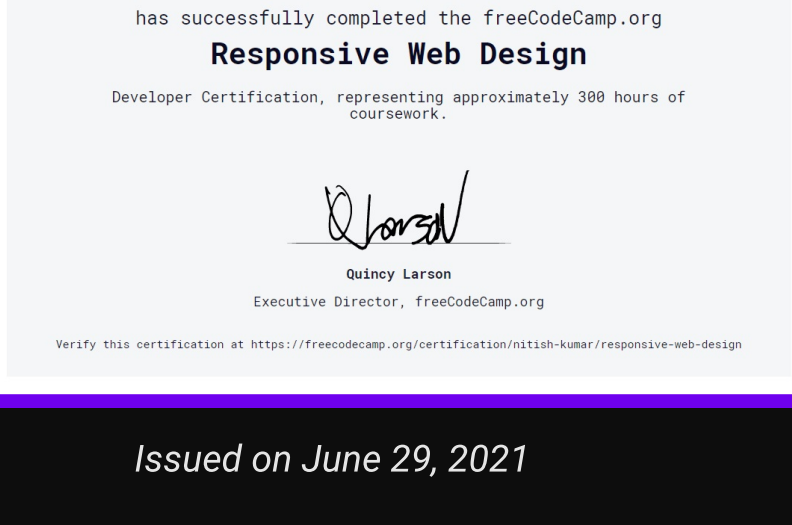 has successfully completed the freeCodeCamp.org
Responsive Web Design
Developer Certification, representing approximately 300 hours of
coursework.
Q Larson
Quincy Larson
Executive Director, freeCodeCamp.org
Verify this certification at https://freecodecamp.org/certification/nitish-kumar/responsive-web-design
Issued on June 29, 2021